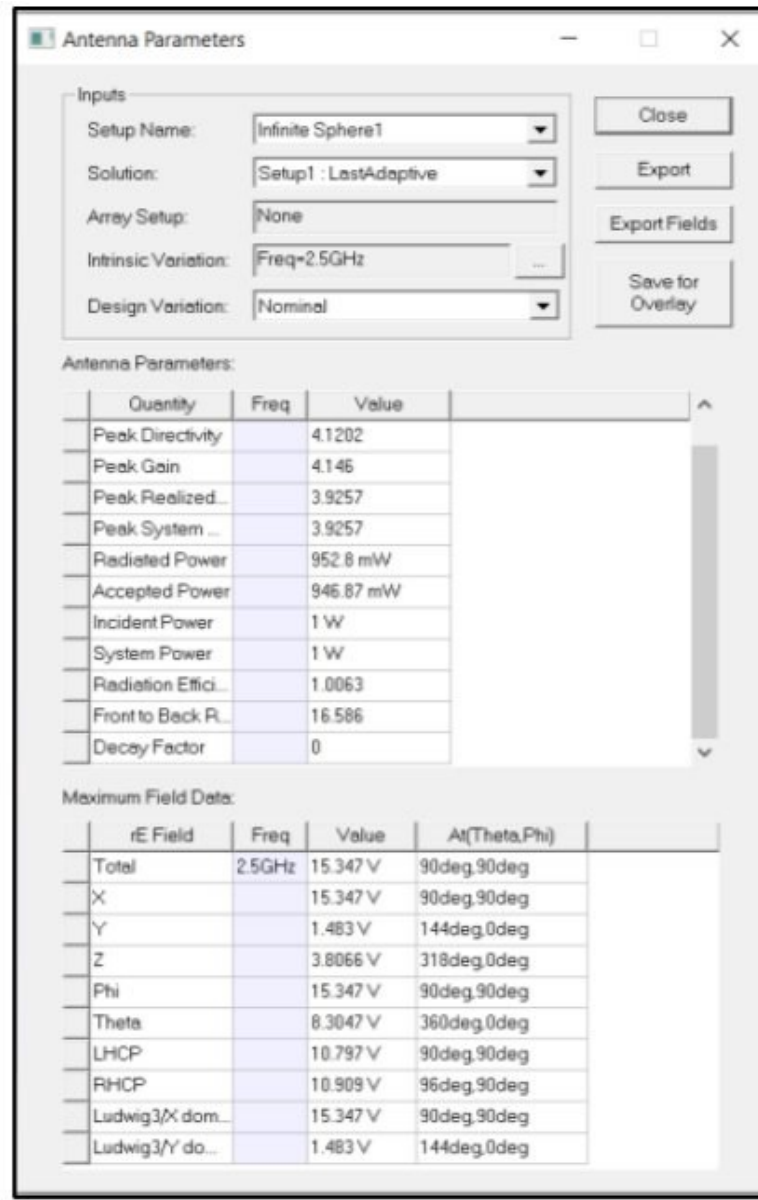 Antenna Parameters
Inputs
Setup Name: Infinite Sphere1
Close
Solution: Setup1 : LastAdaptive
Export
Array Setup: None
Export Fields
Intrinsic Variation: Freq=2.5GHz ...
Save for
Overlay
Design Variation: Nominal
Antenna Parameters:
Quantity Freq Value
Peak Directivity 4.1202
Peak Gain 4.146
Peak Realized... 3.9257
Peak System ... 3.9257
Radiated Power 952.8 mW
Accepted Power 946.87 mW
Incident Power 1 W
System Power 1 W
Radiation Effici... 1.0063
Front to Back R... 16.586
Decay Factor 0
Maximum Field Data:
rE Field Freq Value At(Theta,Phi)
Total 2.5GHz 15.347 V 90deg,90deg
X 15.347 V 90deg,90deg
Y 1.483 V 144deg,0deg
Z 3.8066 V 318deg,0deg
Phi 15.347 V 90deg,90deg
Theta 8.3047 V 360deg,0deg
LHCP 10.797 V 90deg,90deg
RHCP 10.909 V 96deg,90deg
Ludwig3/X dom... 15.347 V 90deg,90deg
Ludwig3/Y do... 1.483 V 144deg,0deg